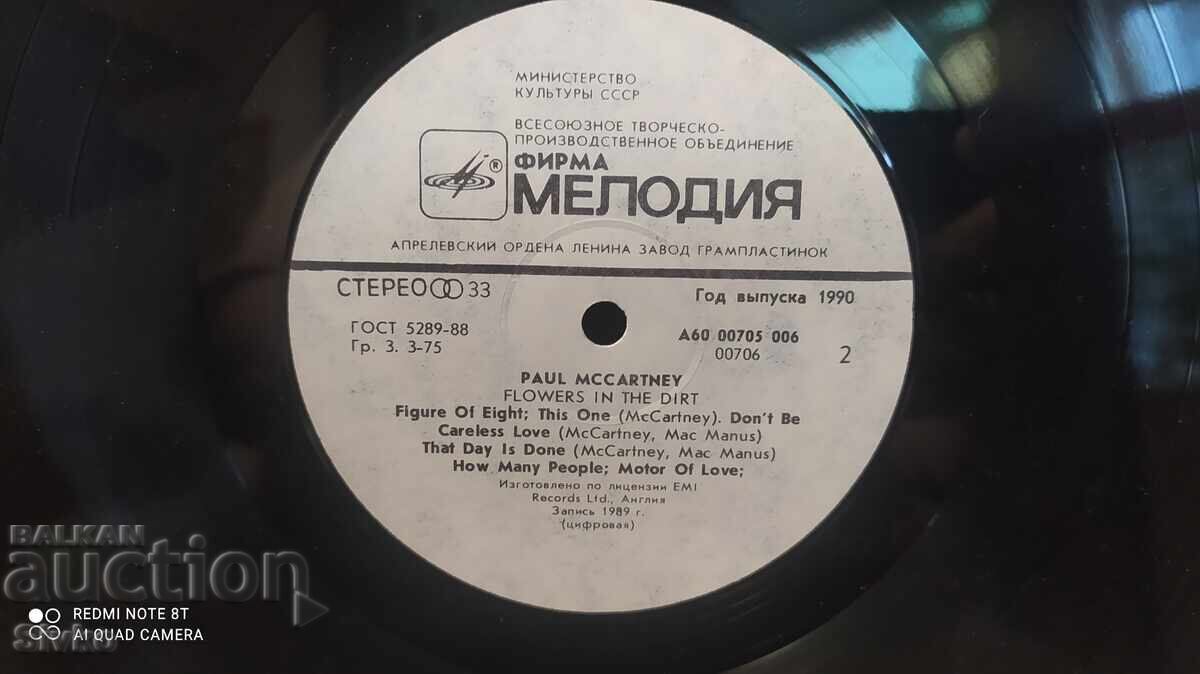 МИНИСТЕРСТВО
КУЛЬТУРЫ СССР
ВСЕСОЮЗНОЕ ТВОРЧЕСКО-
ПРОИЗВОДСТВЕННОЕ ОБЪЕДИНЕНИЕ
®
ФИРМА
МЕЛОДИЯ
АПРЕЛЕВСКИЙ ОРДЕНА ЛЕНИНА ЗАВОД ГРАМПЛАСТИНОК
СТЕРЕО 33
Год выпуска 1990
ГОСТ 5289-88
Гр. 3. 3-75
А60 00705 006
00706
2
PAUL MCCARTNEY
FLOWERS IN THE DIRT
Figure Of Eight; This One (McCartney). Don't Be
Careless Love (McCartney, Mac Manus)
That Day Is Done (McCartney, Mac Manus)
How Many People; Motor Of Love;
Изготовлено по лицензии EMI
Records Ltd., Англия
Запись 1989 г.
(цифровая)
BALKAN
auction
REDMI NOTE 8T
AI QUAD CAMERA
Sivko